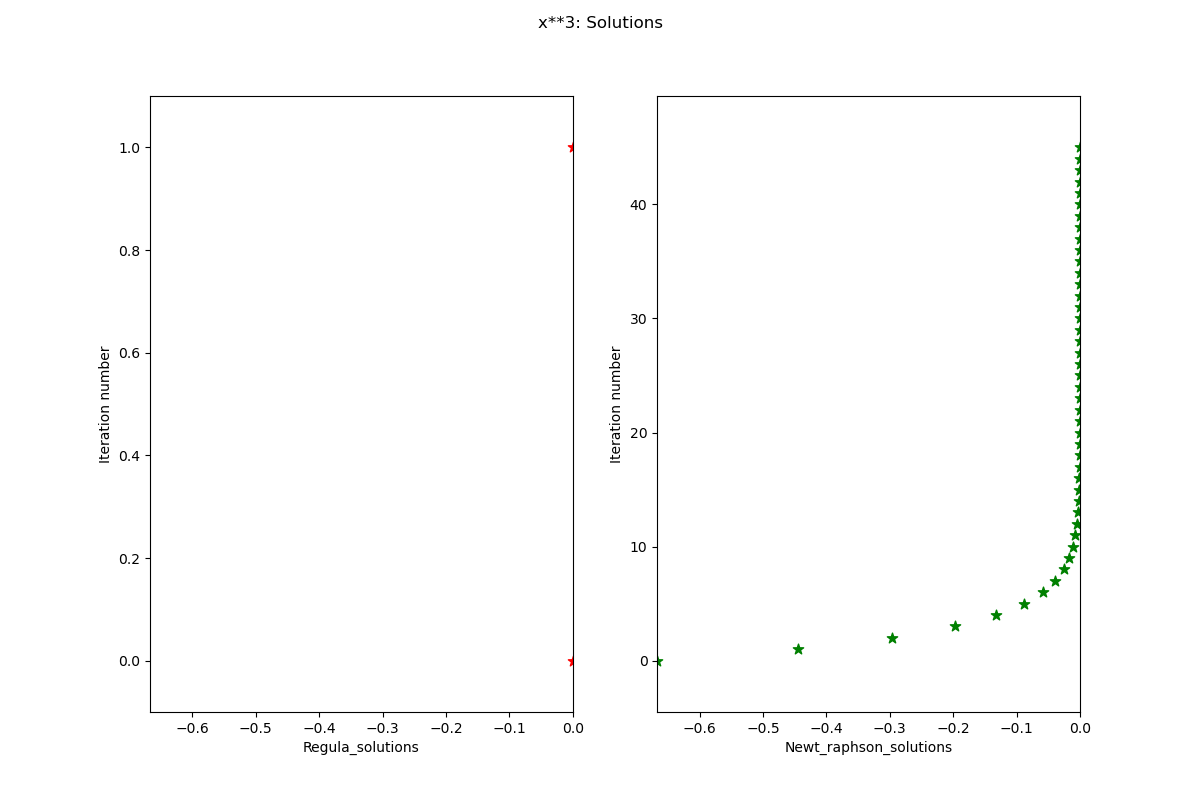 x**3: Solutions
1.0
0.8
0.6
0.4
0.2
0.0
Iteration number
−0.6 −0.5 −0.4 −0.3 −0.2 −0.1 0.0
Regula_solutions
40
30
20
10
0
Iteration number
−0.6 −0.5 −0.4 −0.3 −0.2 −0.1 0.0
Newt_raphson_solutions